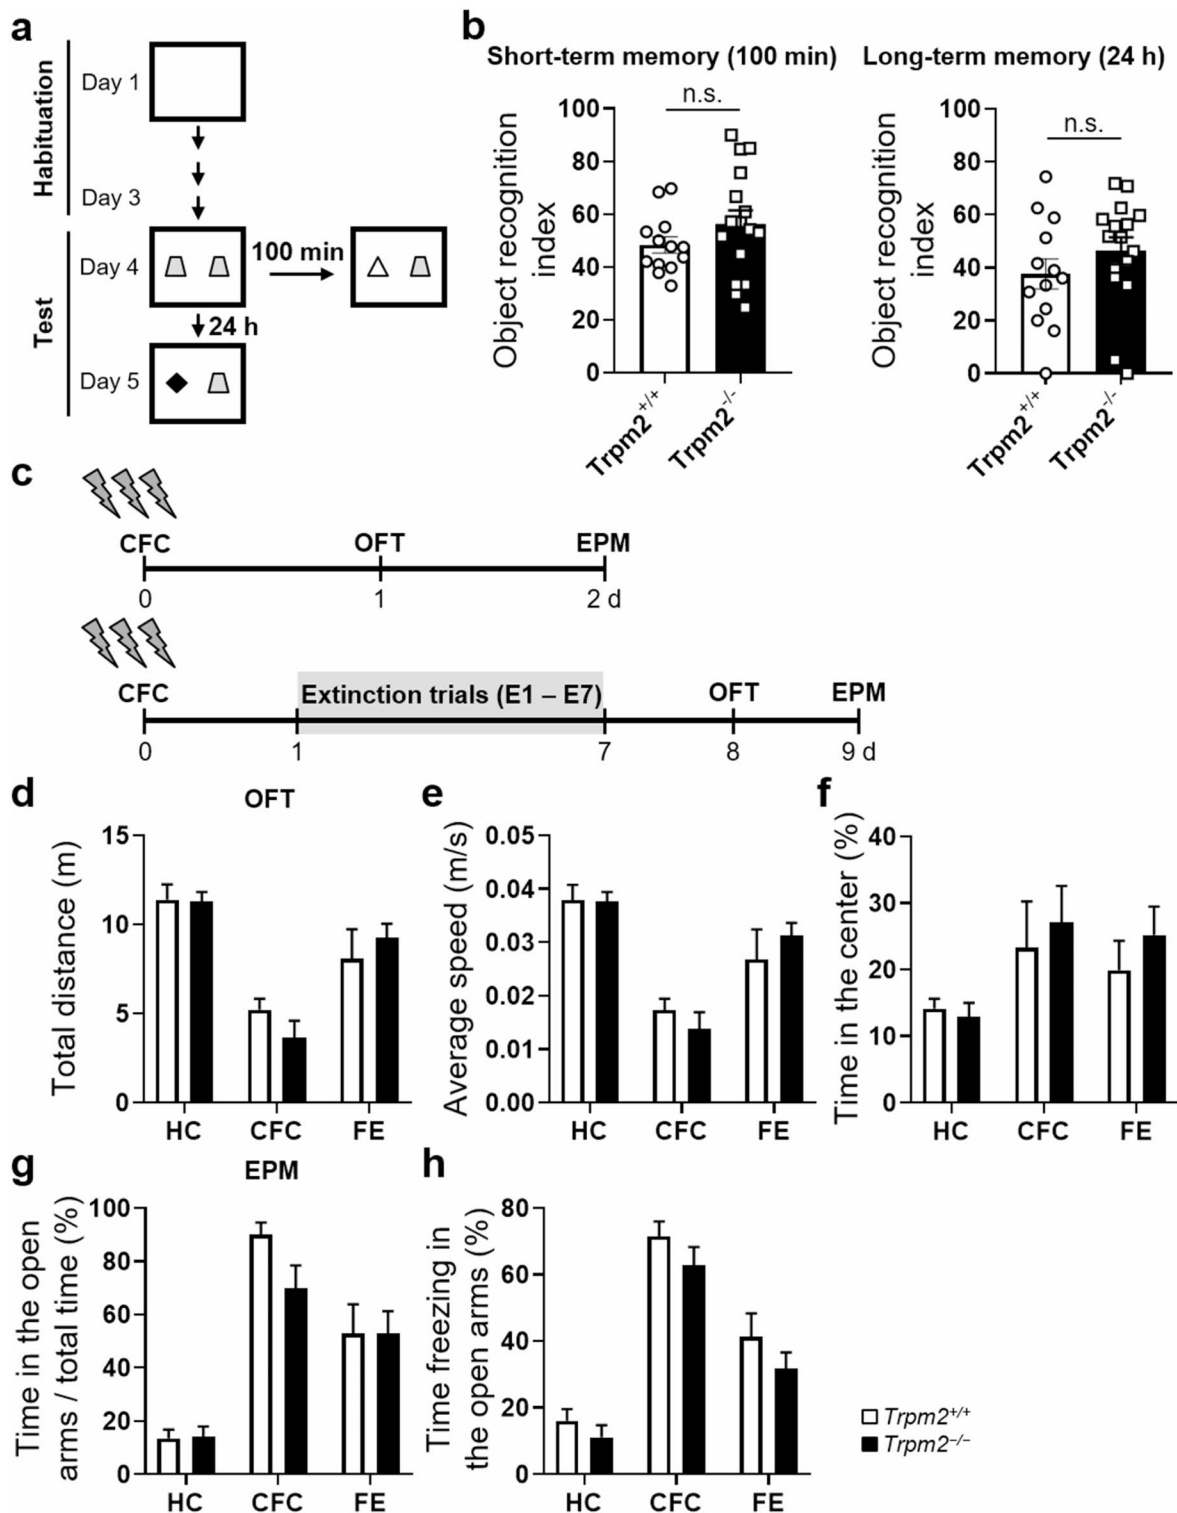 a
Habituation
Day 1
Day 3
Test
Day 4
100 min
24 h
Day 5
b
Short-term memory (100 min)
n.s.
Object recognition
index
100
80
60
40
20
0
Trpm2+/+
Trpm2-/-
Long-term memory (24 h)
n.s.
Object recognition
index
100
80
60
40
20
0
Trpm2+/+
Trpm2-/-
c
CFC
OFT
EPM
0
1
2 d
CFC
Extinction trials (E1 – E7)
OFT
EPM
0
1
7
8
9 d
d
OFT
Total distance (m)
15
10
5
0
HC
CFC
FE
e
Average speed (m/s)
0.05
0.04
0.03
0.02
0.01
0.00
HC
CFC
FE
f
Time in the center (%)
40
30
20
10
0
HC
CFC
FE
g
EPM
Time in the open
arms / total time (%)
100
80
60
40
20
0
HC
CFC
FE
h
Time freezing in
the open arms (%)
80
60
40
20
0
HC
CFC
FE
Trpm2+/+
Trpm2−/−